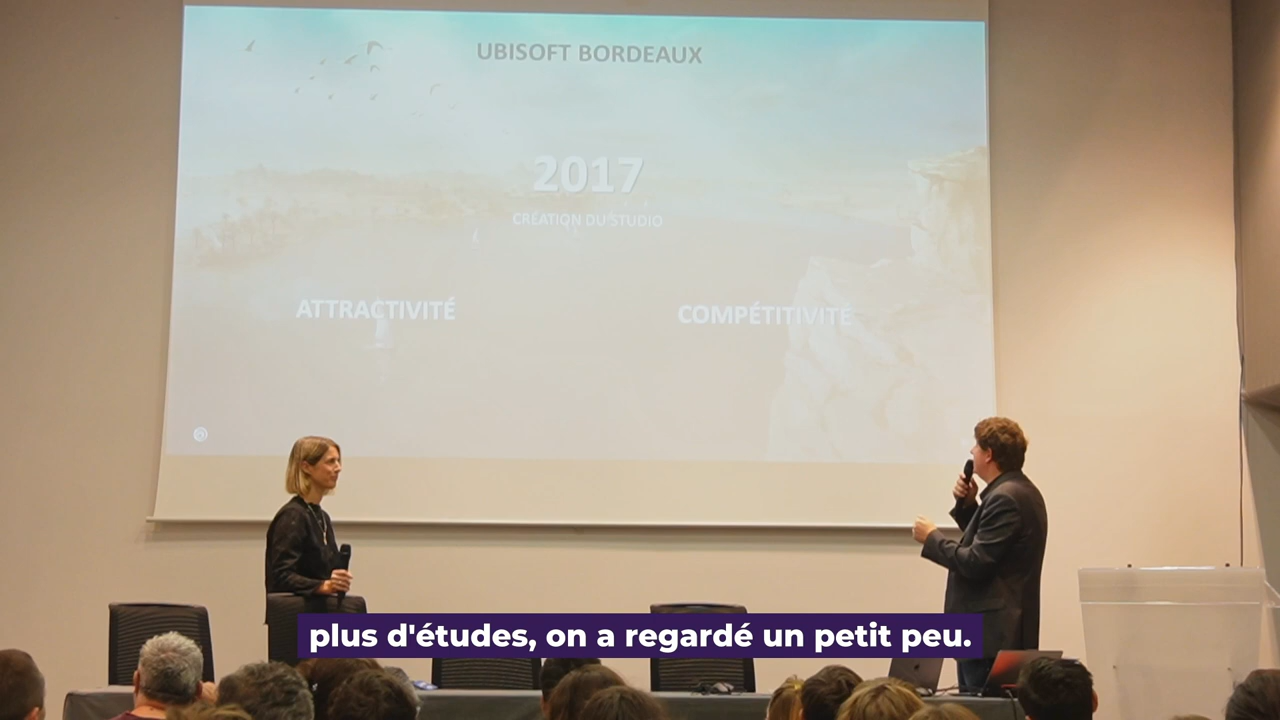 UBISOFT BORDEAUX
2017
CRÉATION DU STUDIO
ATTRACTIVITÉ
COMPÉTITIVITÉ
plus d'études, on a regardé un petit peu.